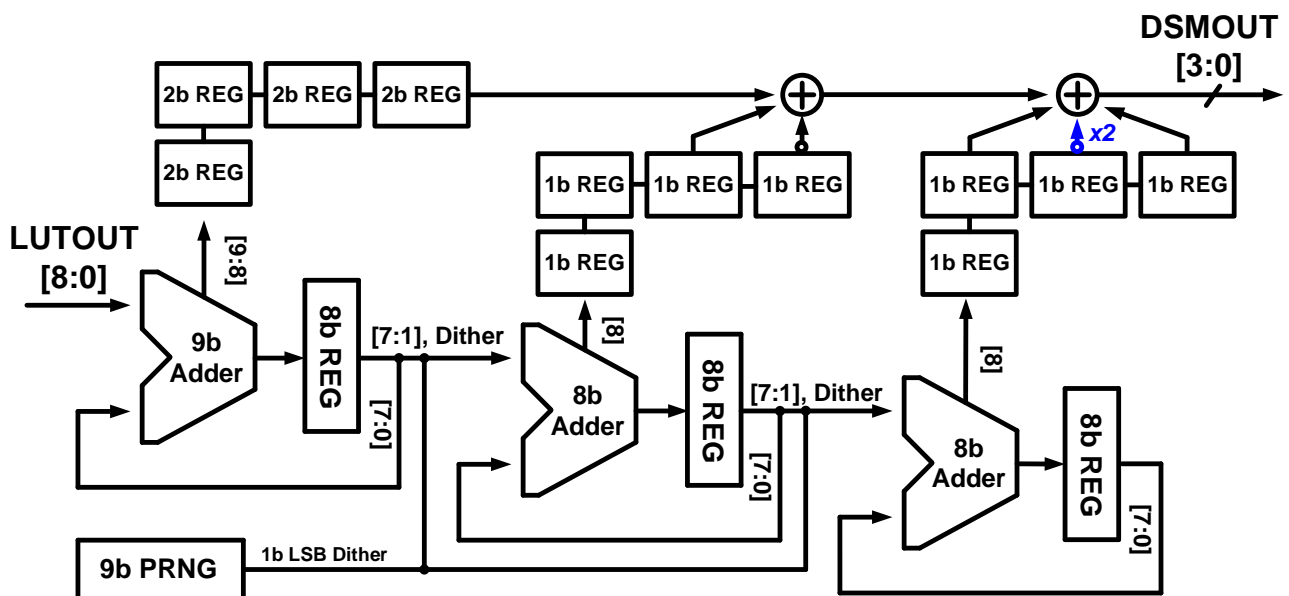 DSMOUT
[3:0]
2b REG
2b REG
2b REG
2b REG
x2
1b REG
1b REG
1b REG
1b REG
1b REG
1b REG
1b REG
1b REG
LUTOUT
[8:0]
[9:8]
9b
Adder
8b REG
[7:1], Dither
[7:0]
[8]
8b
Adder
8b REG
[7:1], Dither
[7:0]
[8]
8b
Adder
8b REG
[7:0]
9b PRNG
1b LSB Dither